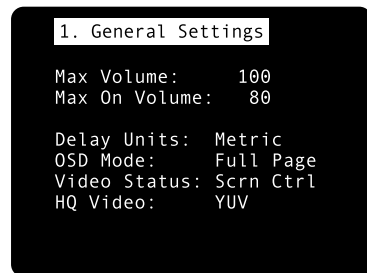 1. General Settings
Max Volume: 100
Max On Volume: 80
Delay Units: Metric
OSD Mode: Full Page
Video Status: Scrn Ctrl
HQ Video: YUV